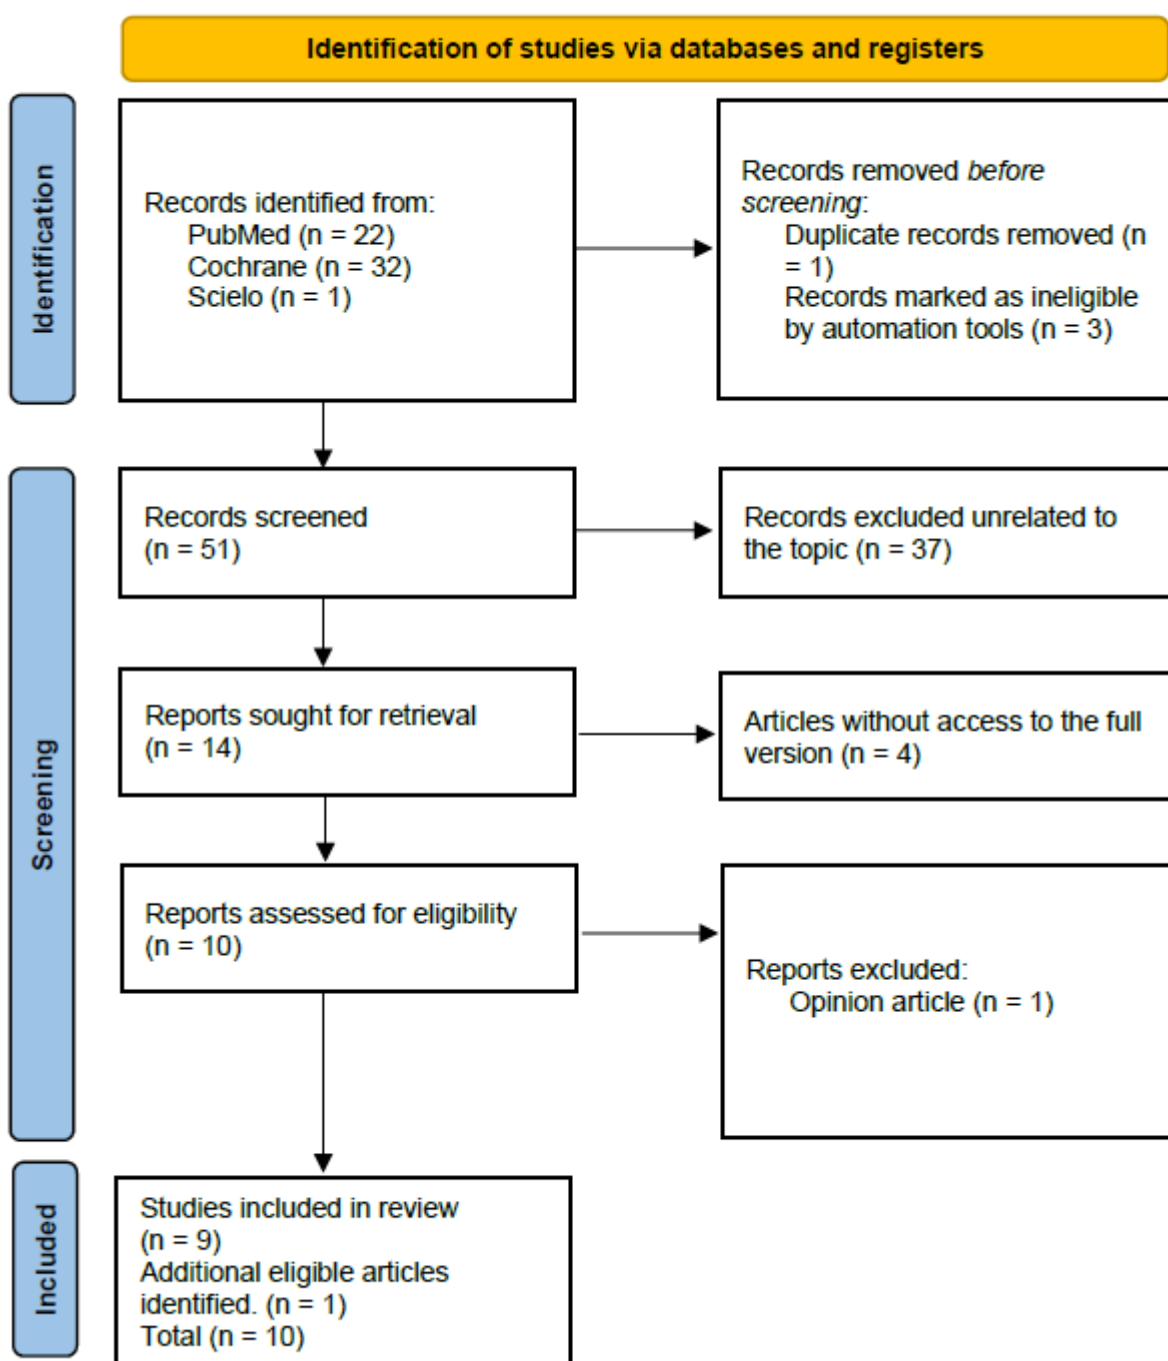 Identification of studies via databases and registers
Identification
Records identified from:
PubMed (n = 22)
Cochrane (n = 32)
Scielo (n = 1)
Records removed before
screening:
Duplicate records removed (n
= 1)
Records marked as ineligible
by automation tools (n = 3)
Screening
Records screened
(n = 51)
Records excluded unrelated to
the topic (n = 37)
Reports sought for retrieval
(n = 14)
Articles without access to the full
version (n = 4)
Reports assessed for eligibility
(n = 10)
Reports excluded:
Opinion article (n = 1)
Included
Studies included in review
(n = 9)
Additional eligible articles
identified. (n = 1)
Total (n = 10)